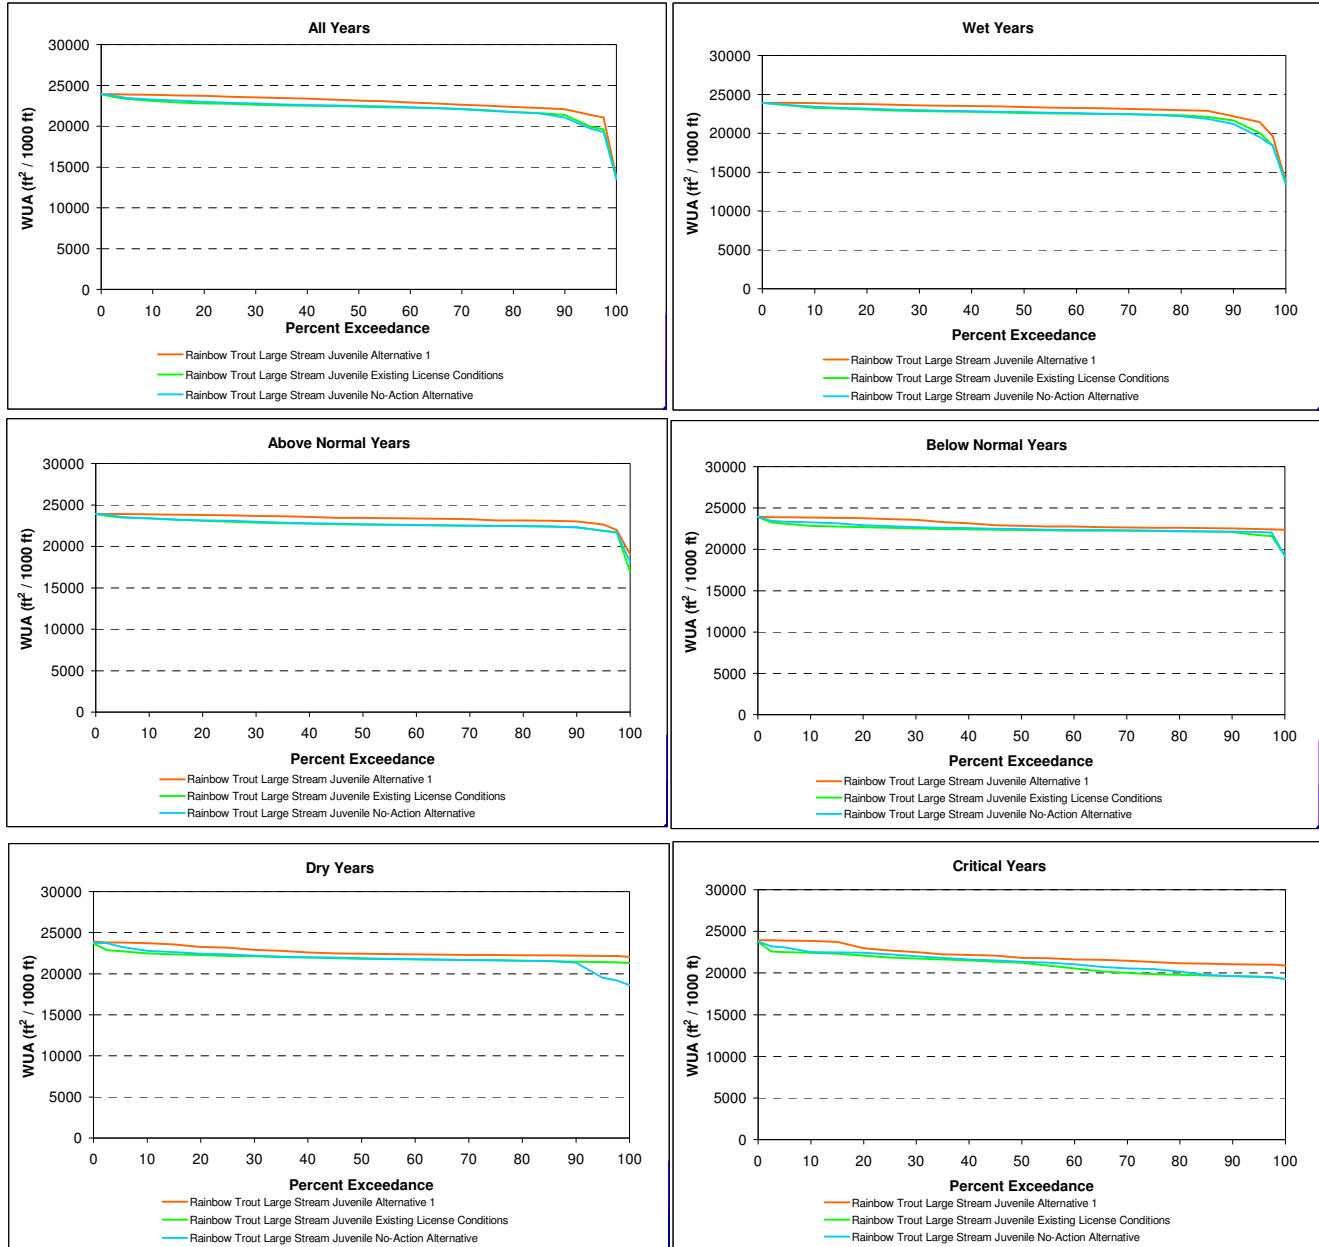 All Years
30000
25000
20000
15000
10000
5000
0
WUA (ft² / 1000 ft)
0 10 20 30 40 50 60 70 80 90 100
Percent Exceedance
Rainbow Trout Large Stream Juvenile Alternative 1
Rainbow Trout Large Stream Juvenile Existing License Conditions
Rainbow Trout Large Stream Juvenile No-Action Alternative
Wet Years
30000
25000
20000
15000
10000
5000
0
WUA (ft² / 1000 ft)
0 10 20 30 40 50 60 70 80 90 100
Percent Exceedance
Rainbow Trout Large Stream Juvenile Alternative 1
Rainbow Trout Large Stream Juvenile Existing License Conditions
Rainbow Trout Large Stream Juvenile No-Action Alternative
Above Normal Years
30000
25000
20000
15000
10000
5000
0
WUA (ft² / 1000 ft)
0 10 20 30 40 50 60 70 80 90 100
Percent Exceedance
Rainbow Trout Large Stream Juvenile Alternative 1
Rainbow Trout Large Stream Juvenile Existing License Conditions
Rainbow Trout Large Stream Juvenile No-Action Alternative
Below Normal Years
30000
25000
20000
15000
10000
5000
0
WUA (ft² / 1000 ft)
0 10 20 30 40 50 60 70 80 90 100
Percent Exceedance
Rainbow Trout Large Stream Juvenile Alternative 1
Rainbow Trout Large Stream Juvenile Existing License Conditions
Rainbow Trout Large Stream Juvenile No-Action Alternative
Dry Years
30000
25000
20000
15000
10000
5000
0
WUA (ft² / 1000 ft)
0 10 20 30 40 50 60 70 80 90 100
Percent Exceedance
Rainbow Trout Large Stream Juvenile Alternative 1
Rainbow Trout Large Stream Juvenile Existing License Conditions
Rainbow Trout Large Stream Juvenile No-Action Alternative
Critical Years
30000
25000
20000
15000
10000
5000
0
WUA (ft² / 1000 ft)
0 10 20 30 40 50 60 70 80 90 100
Percent Exceedance
Rainbow Trout Large Stream Juvenile Alternative 1
Rainbow Trout Large Stream Juvenile Existing License Conditions
Rainbow Trout Large Stream Juvenile No-Action Alternative